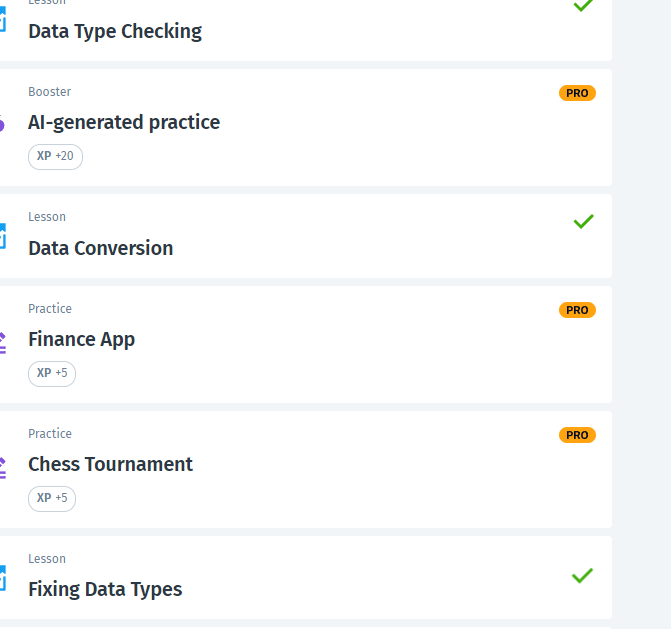 Lesson
Data Type Checking
Booster
PRO
AI-generated practice
XP +20
Lesson
Data Conversion
Practice
PRO
Finance App
XP +5
Practice
PRO
Chess Tournament
XP +5
Lesson
Fixing Data Types